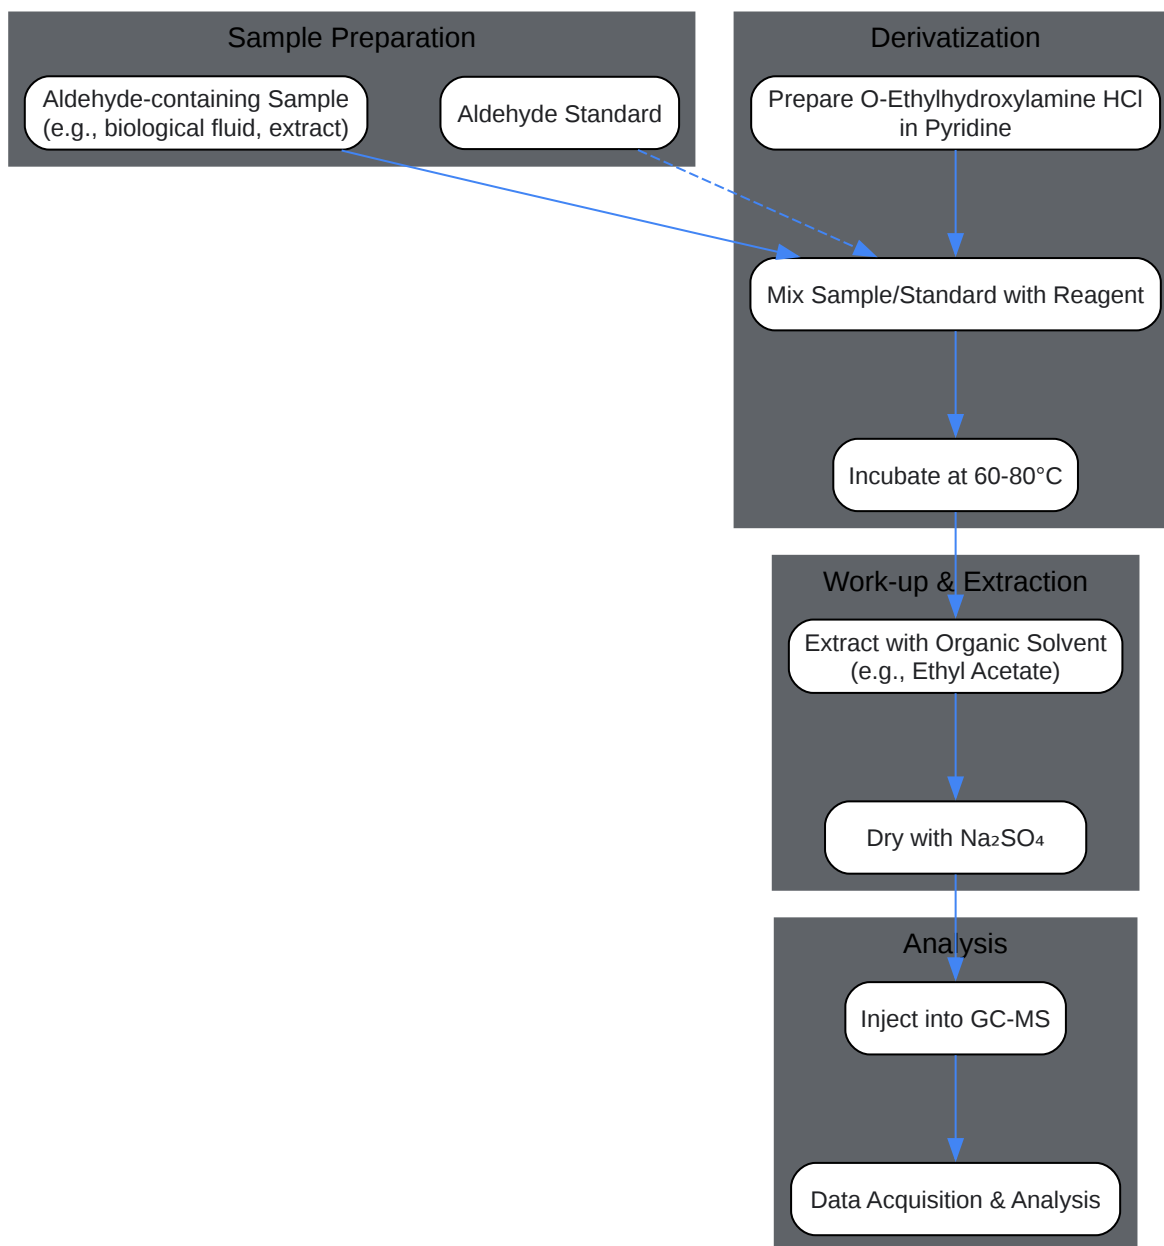 Sample Preparation
Aldehyde-containing Sample
(e.g., biological fluid, extract)
Aldehyde Standard
Derivatization
Prepare O-Ethylhydroxylamine HCl
in Pyridine
Mix Sample/Standard with Reagent
Incubate at 60-80°C
Work-up & Extraction
Extract with Organic Solvent
(e.g., Ethyl Acetate)
Dry with Na₂SO₄
Analysis
Inject into GC-MS
Data Acquisition & Analysis